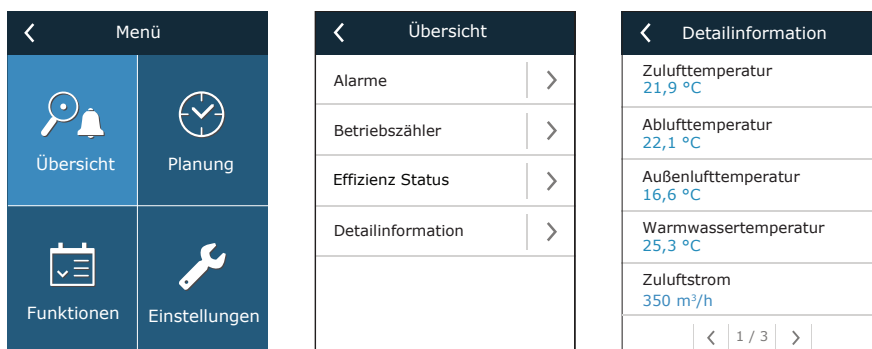 Menü
Übersicht
Planung
Funktionen
Einstellungen
Übersicht
Alarme
Betriebszähler
Effizienz Status
Detailinformation
Detailinformation
Zulufttemperatur
21,9 °C
Ablufttemperatur
22,1 °C
Außenlufttemperatur
16,6 °C
Warmwassertemperatur
25,3 °C
Zuluftstrom
350 m³/h
1 / 3